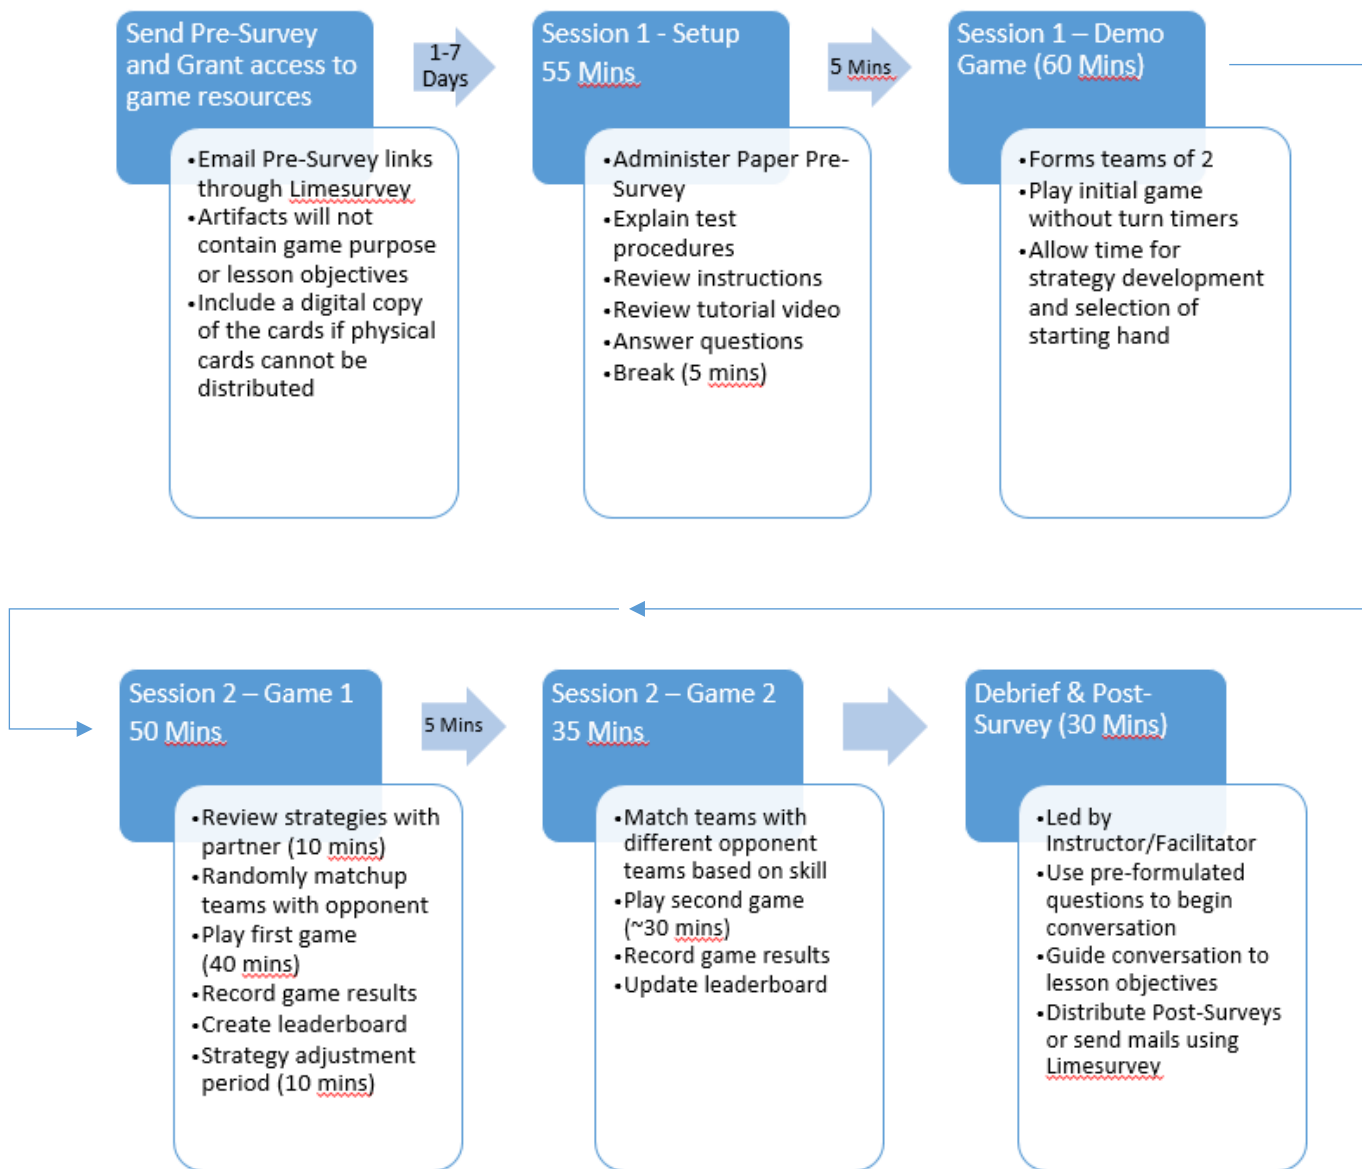 Send Pre-Survey
and Grant access to
game resources
•Email Pre-Survey links
through Limesurvey
•Artifacts will not
contain game purpose
or lesson objectives
•Include a digital copy
of the cards if physical
cards cannot be
distributed
1-7
Days
Session 1 - Setup
55 Mins
•Administer Paper Pre-
Survey
•Explain test
procedures
•Review instructions
•Review tutorial video
•Answer questions
•Break (5 mins)
5 Mins
Session 1 – Demo
Game (60 Mins)
•Forms teams of 2
•Play initial game
without turn timers
•Allow time for
strategy development
and selection of
starting hand
Session 2 – Game 1
50 Mins
•Review strategies with
partner (10 mins)
•Randomly matchup
teams with opponent
•Play first game
(40 mins)
•Record game results
•Create leaderboard
•Strategy adjustment
period (10 mins)
5 Mins
Session 2 – Game 2
35 Mins
•Match teams with
different opponent
teams based on skill
•Play second game
(~30 mins)
•Record game results
•Update leaderboard
Debrief & Post-
Survey (30 Mins)
•Led by
Instructor/Facilitator
•Use pre-formulated
questions to begin
conversation
•Guide conversation to
lesson objectives
•Distribute Post-Surveys
or send mails using
Limesurvey